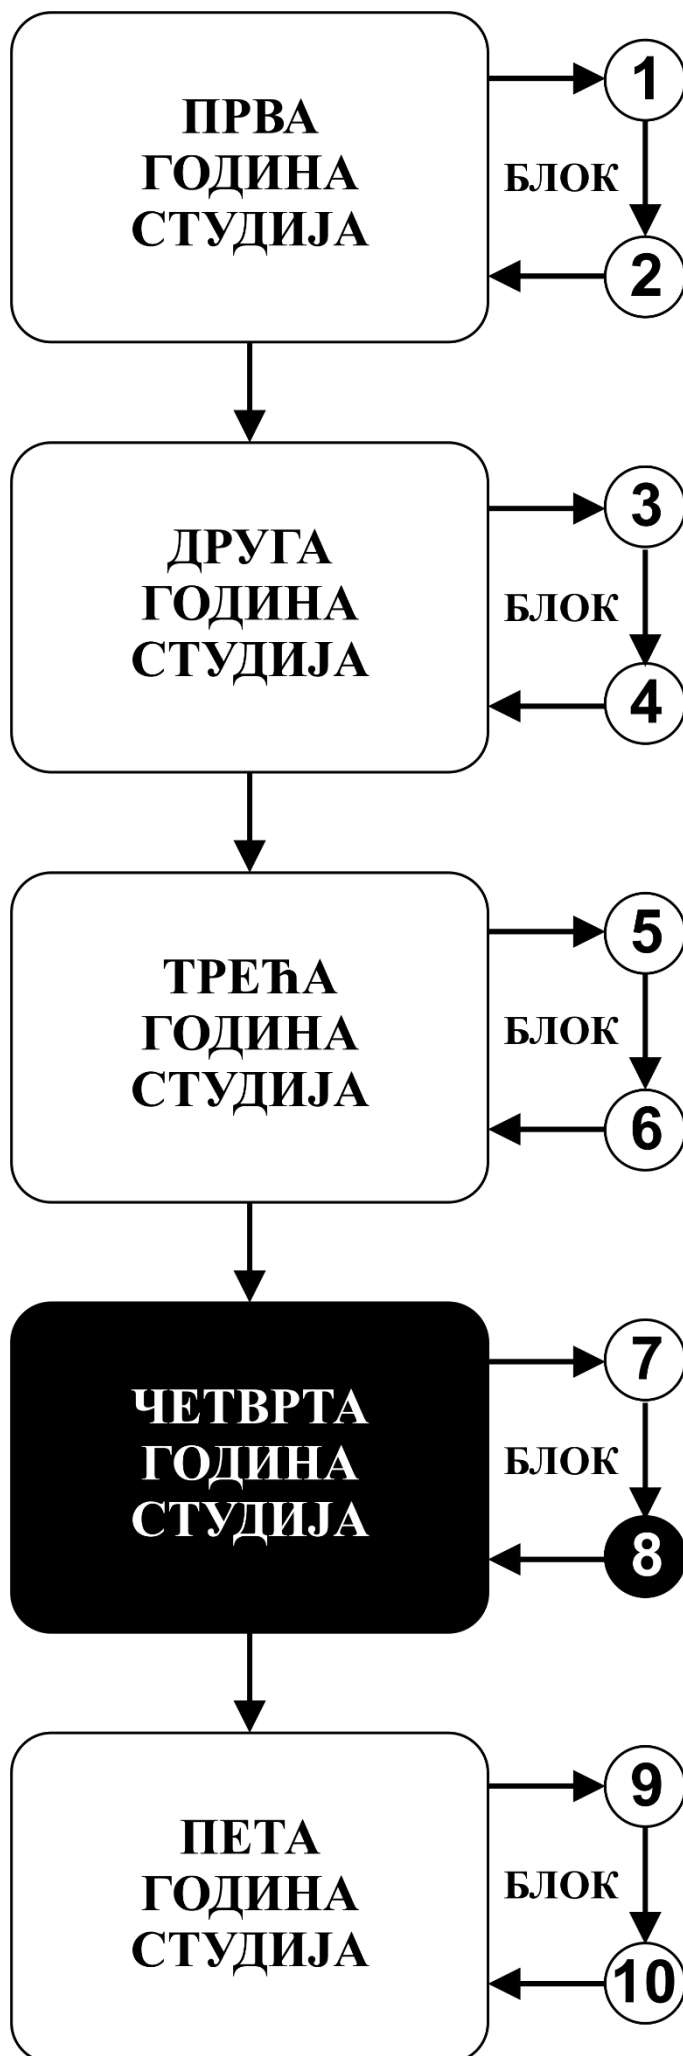 ПРВА
ГОДИНА
СТУДИЈА
1
БЛОК
2
ДРУГА
ГОДИНА
СТУДИЈА
3
БЛОК
4
ТРЕЋА
ГОДИНА
СТУДИЈА
5
БЛОК
6
ЧЕТВРТА
ГОДИНА
СТУДИЈА
7
БЛОК
8
ПЕТА
ГОДИНА
СТУДИЈА
9
БЛОК
10